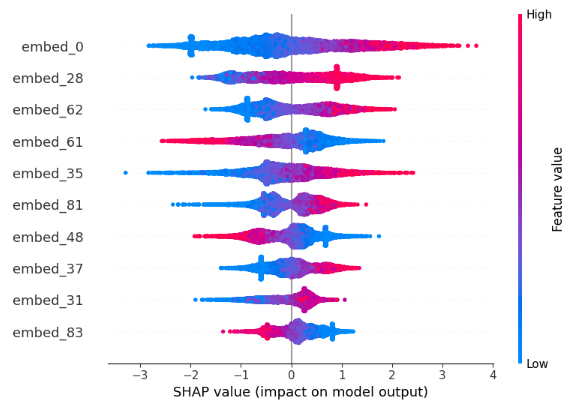 High
embed_0
embed_28
embed_62
embed_61
embed_35
embed_81
embed_48
embed_37
embed_31
embed_83
Feature value
Low
−3 −2 −1 0 1 2 3 4
SHAP value (impact on model output)